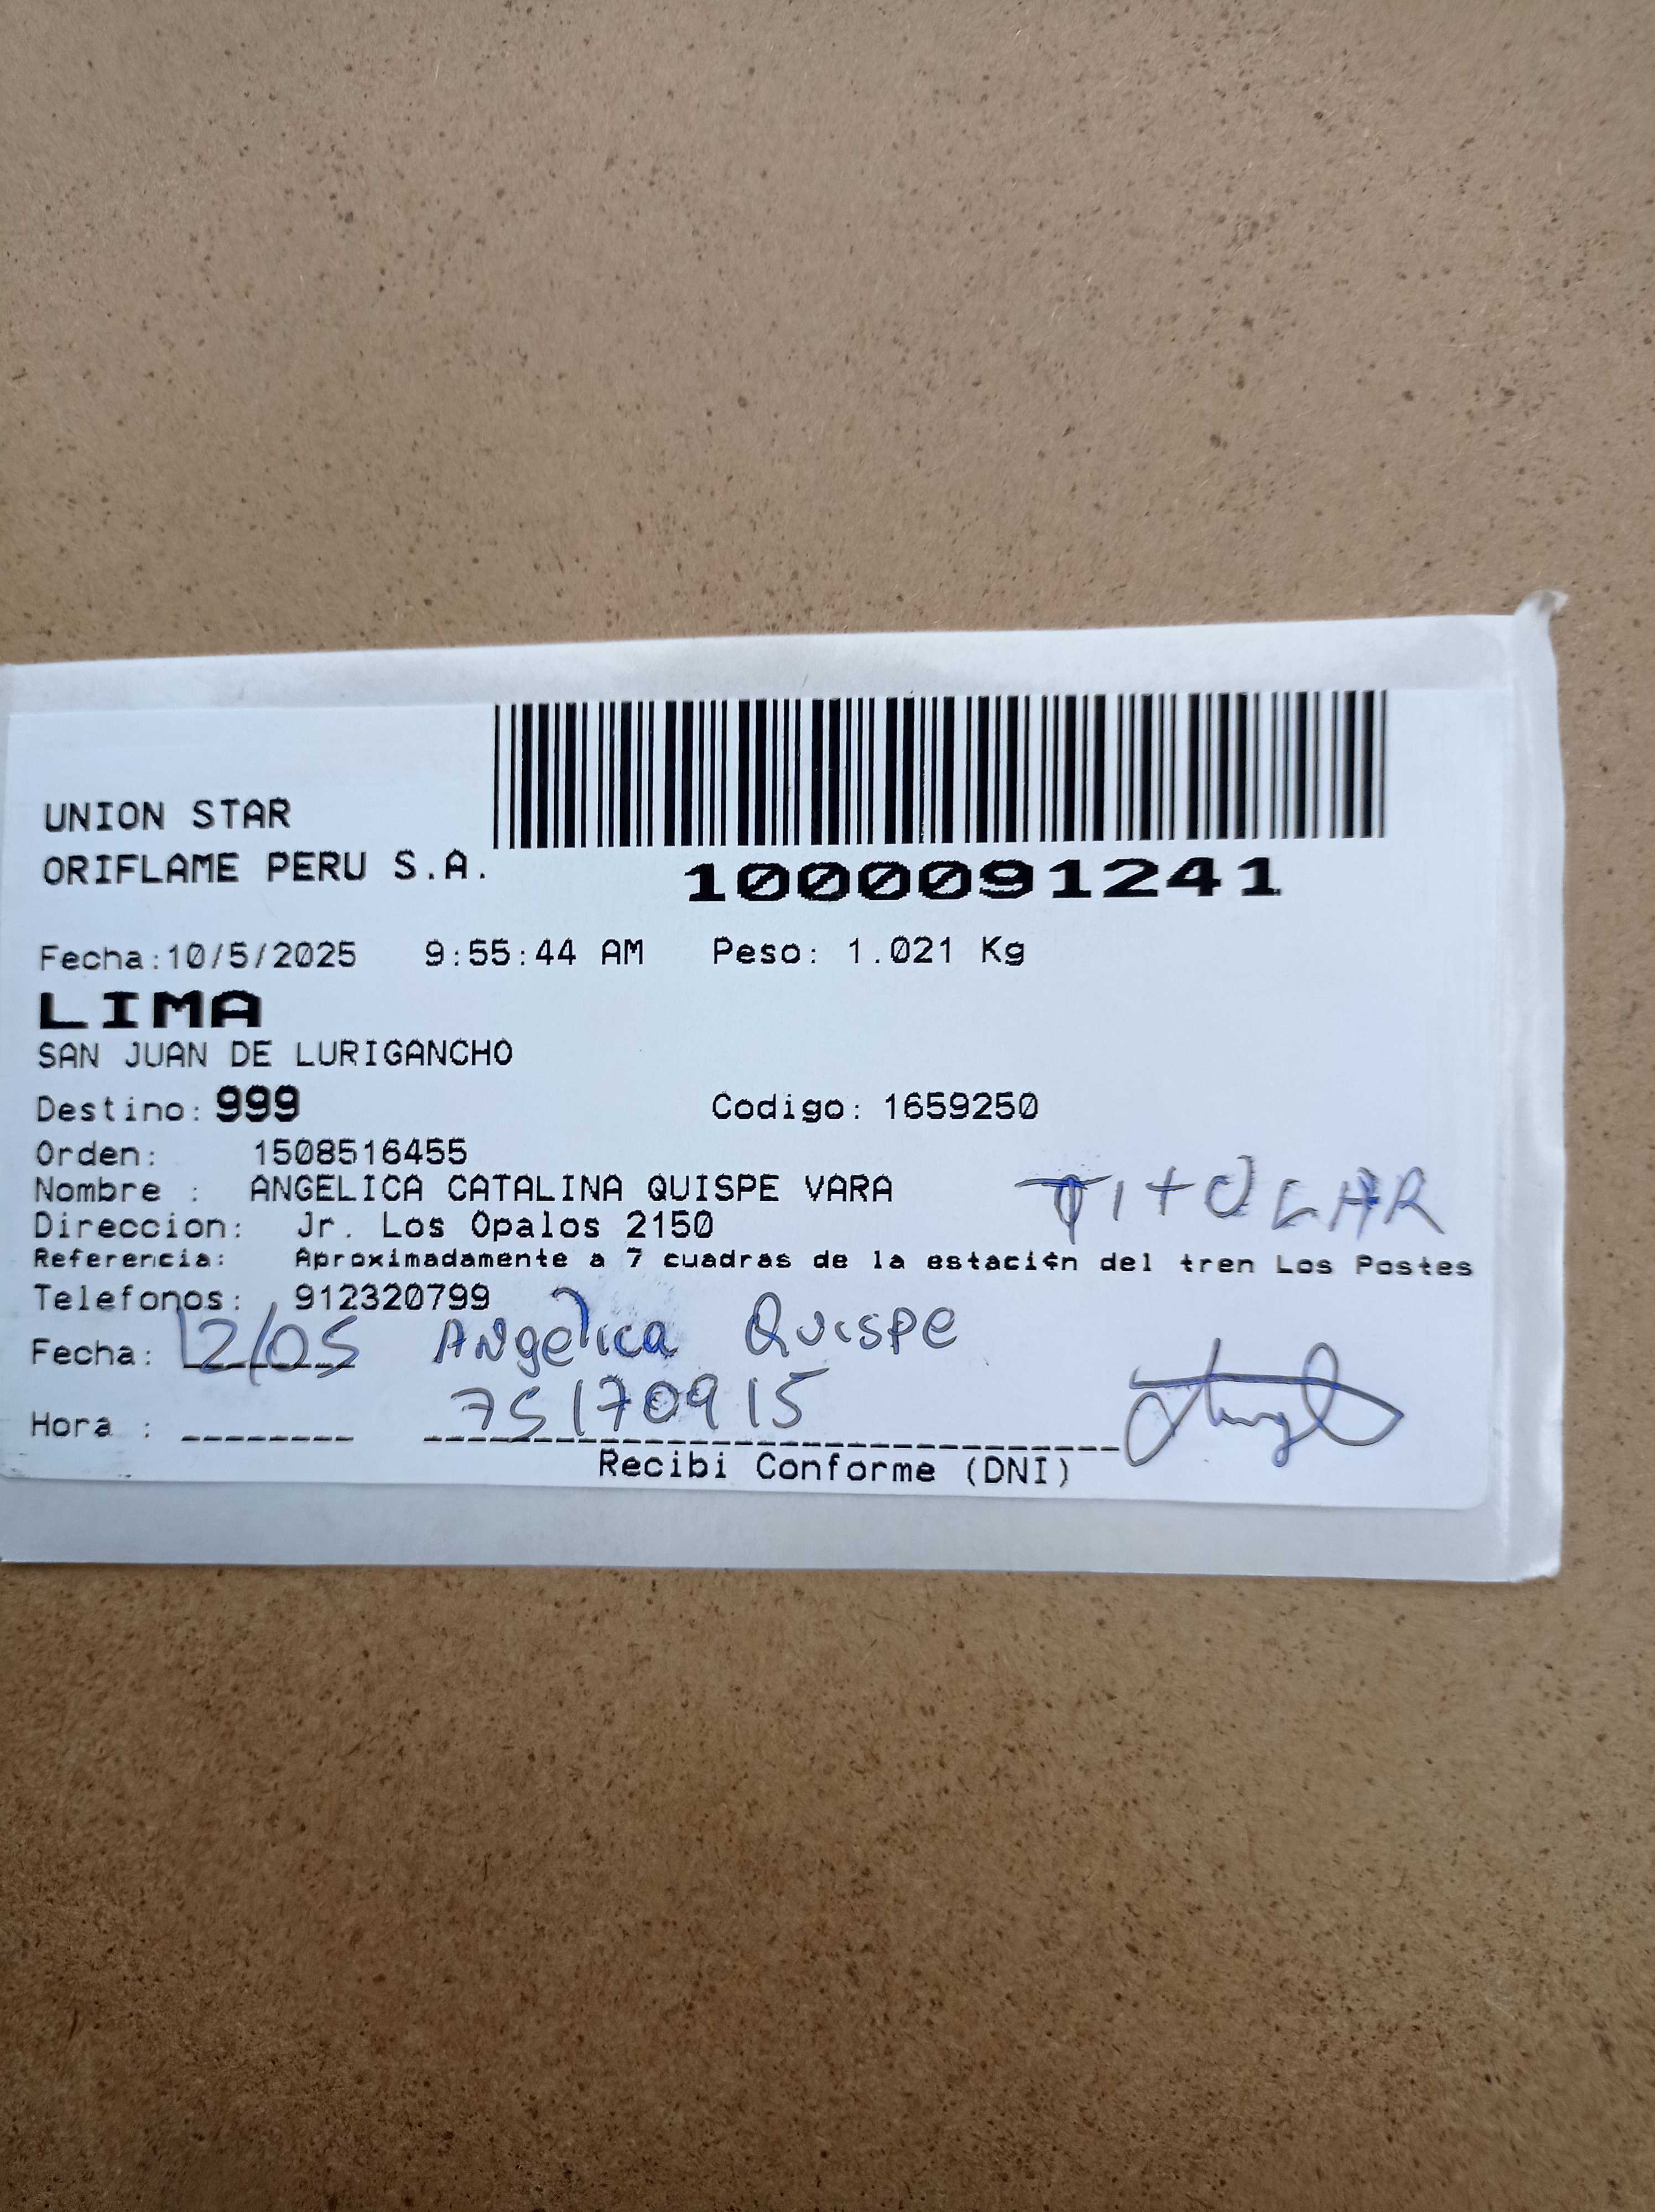 UNION STAR
ORIFLAME PERU S.A.
1000091241
Fecha:10/5/2025 9:55:44 AM Peso: 1.021 Kg
LIMA
SAN JUAN DE LURIGANCHO
Destino: 999 Codigo: 1659250
Orden: 1508516455
Nombre : ANGELICA CATALINA QUISPE VARA TITULAR
Direccion: Jr. Los Opalos 2150
Referencia: Aproximadamente a 7 cuadras de la estaci¢n del tren Los Postes
Telefonos: 912320799
Fecha: 12/05 Angelica Quispe
75170915
Hora : --------
Recibi Conforme (DNI)